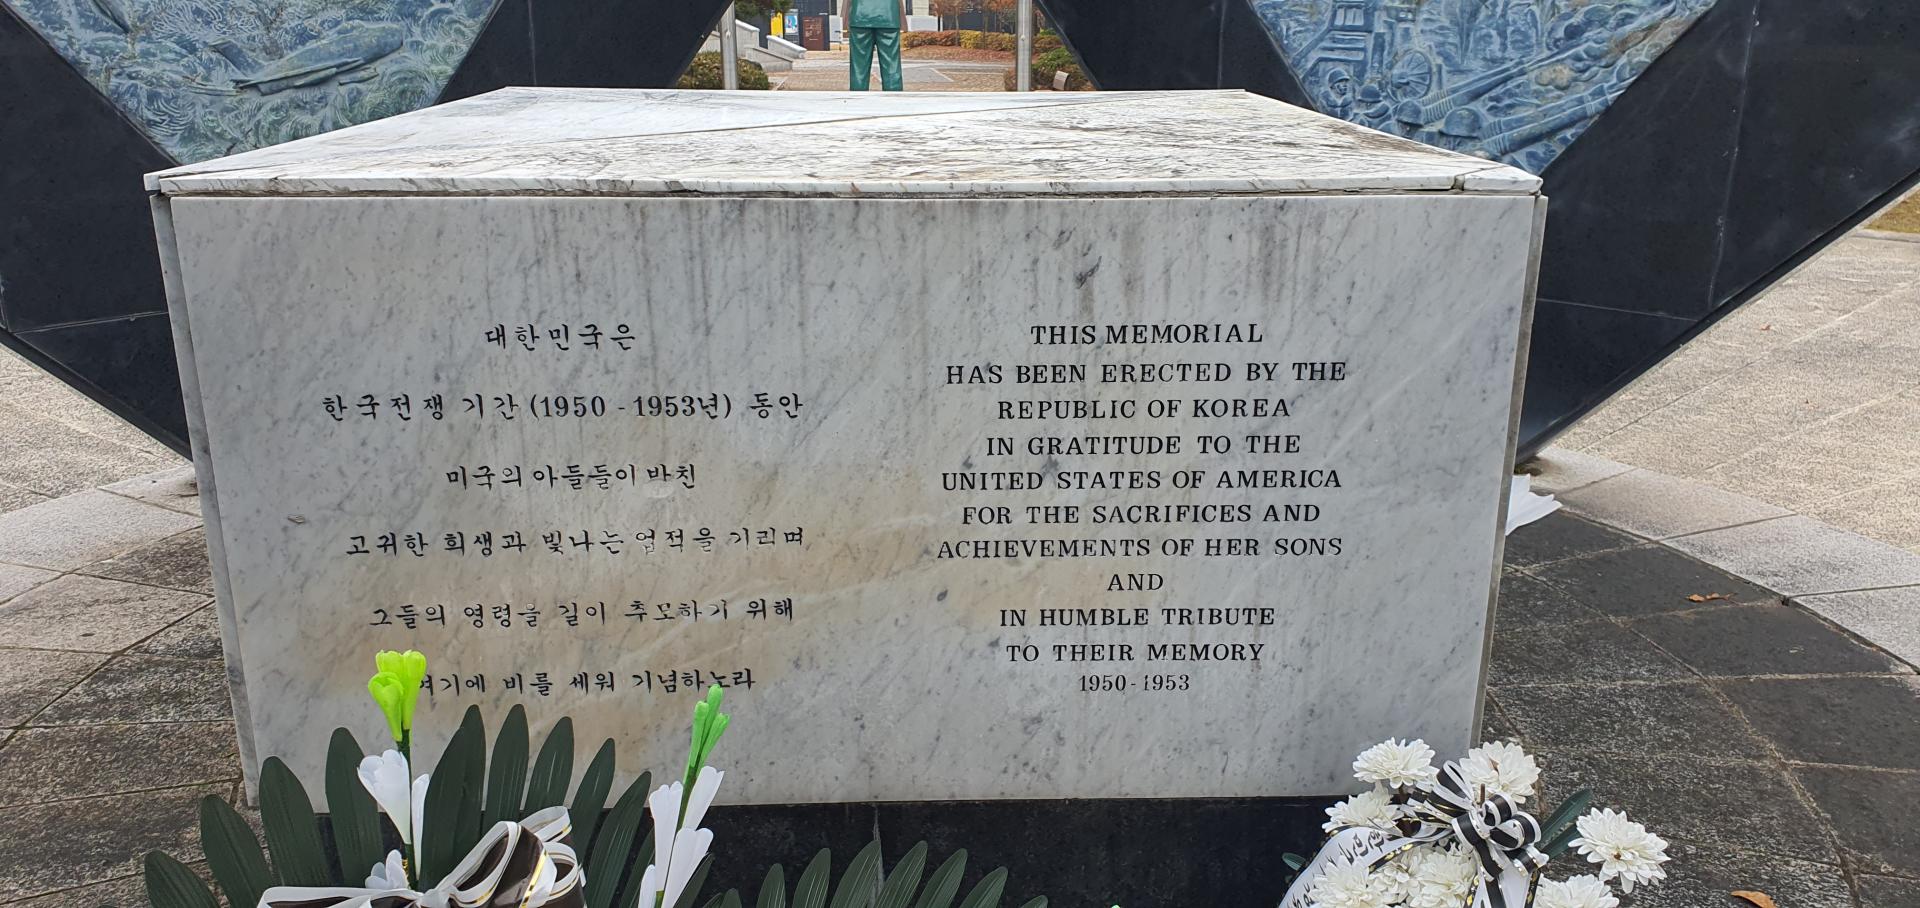 대한민국은
한국전쟁 기간 (1950 - 1953년) 동안
미국의 아들들이 바친
고귀한 희생과 빛나는 업적을 기리며
그들의 영령을 길이 추모하기 위해
여기에 비를 세워 기념하노라
THIS MEMORIAL
HAS BEEN ERECTED BY THE
REPUBLIC OF KOREA
IN GRATITUDE TO THE
UNITED STATES OF AMERICA
FOR THE SACRIFICES AND
ACHIEVEMENTS OF HER SONS
AND
IN HUMBLE TRIBUTE
TO THEIR MEMORY
1950 - 1953